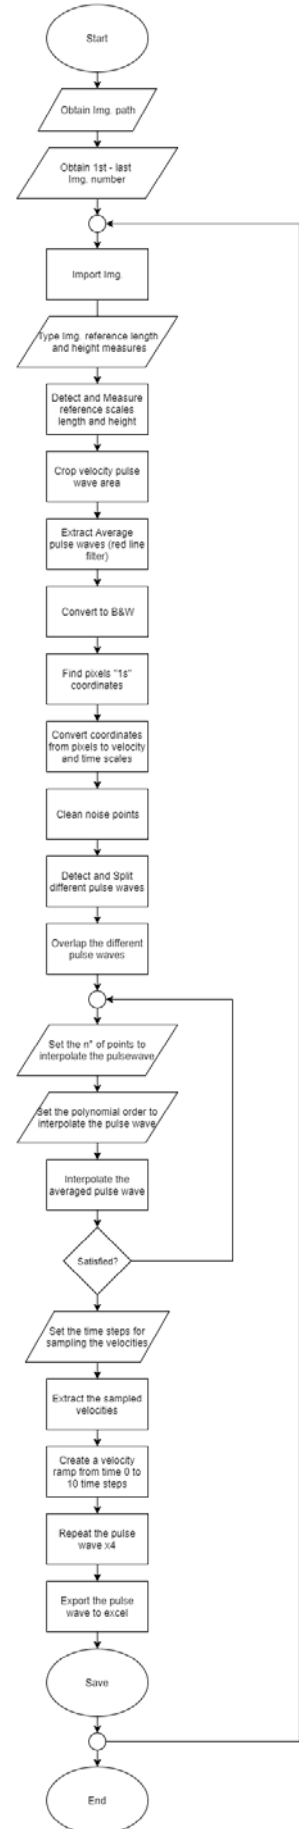 Start
Obtain Img. path
Obtain 1st - last
Img. number
Import Img.
Type Img. reference length
and height measures
Detect and Measure
reference scales
length and height
Crop velocity pulse
wave area
Extract Average
pulse waves (red line
filter)
Convert to B&W
Find pixels "1s"
coordinates
Convert coordinates
from pixels to velocity
and time scales
Clean noise points
Detect and Split
different pulse waves
Overlap the different
pulse waves
Set the n° of points to
interpolate the pulsewave
Set the polynomial order to
interpolate the pulse wave
Interpolate the
averaged pulse wave
Satisfied?
Set the time steps for
sampling the velocities
Extract the sampled
velocities
Create a velocity
ramp from time 0 to
10 time steps
Repeat the pulse
wave x4
Export the pulse
wave to excel
Save
End